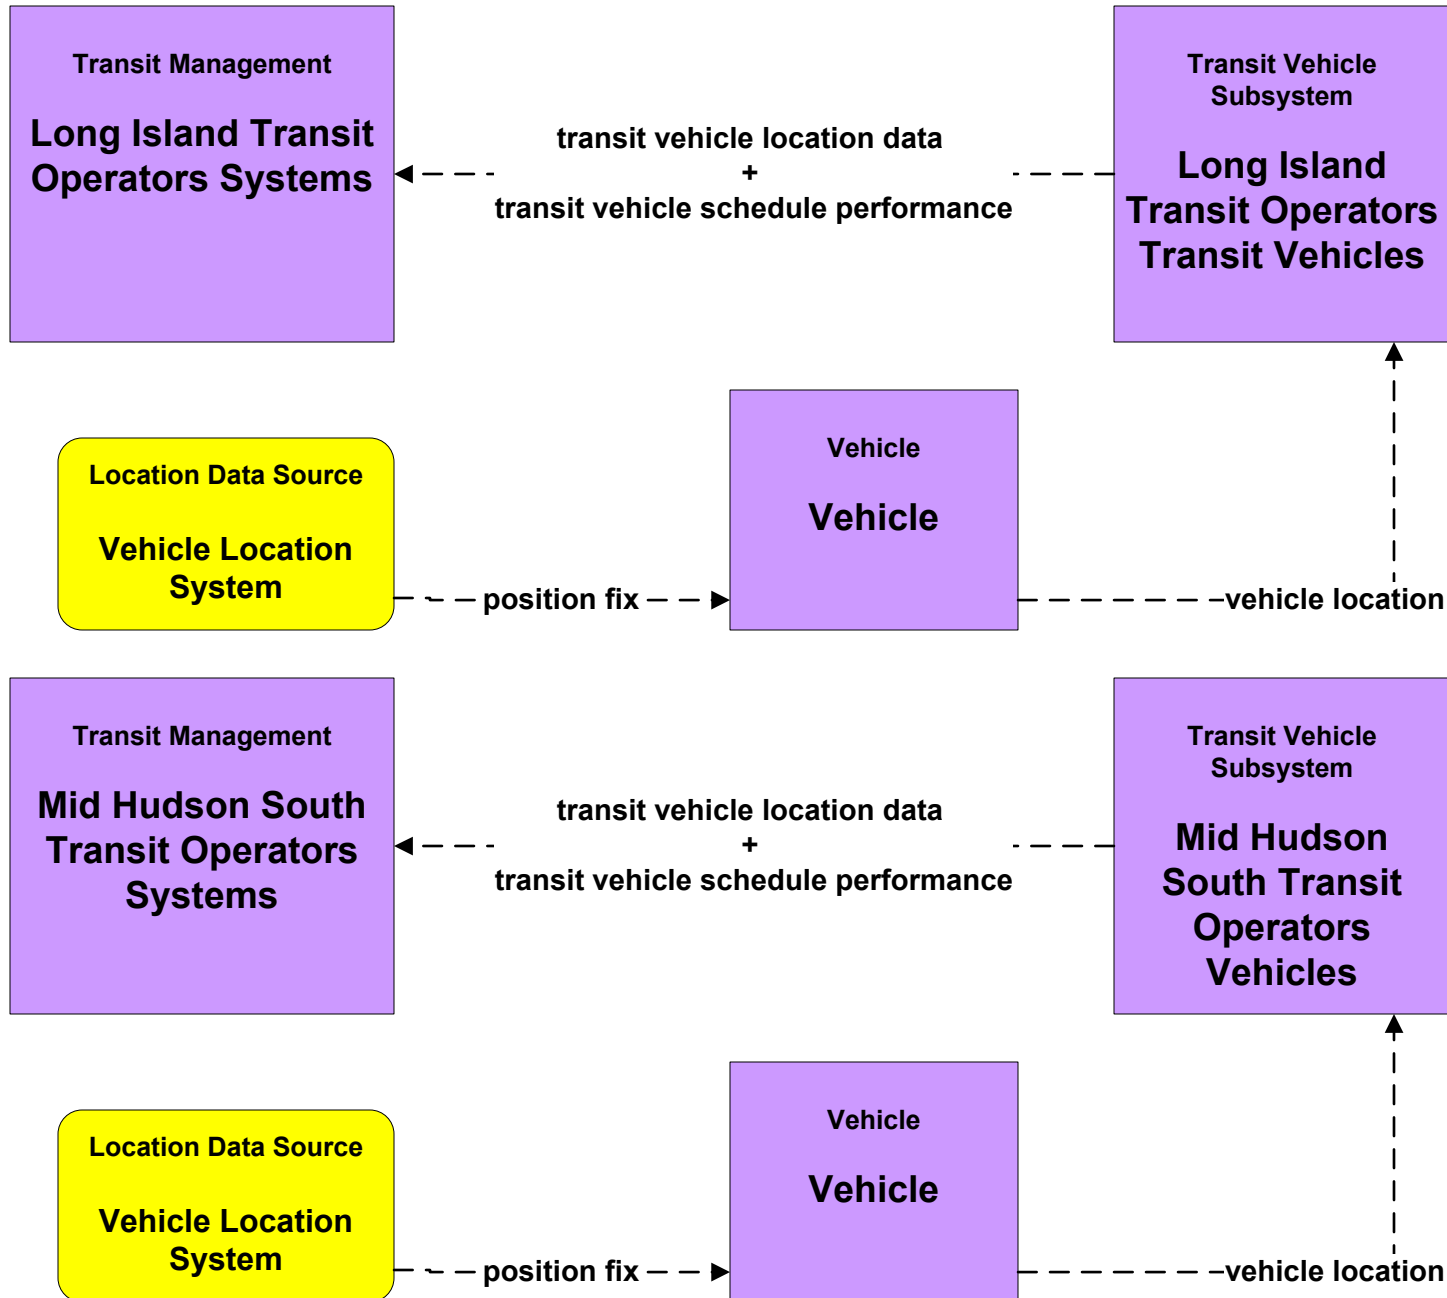 Transit Management
Long Island Transit
Operators Systems
transit vehicle location data
+
transit vehicle schedule performance
Transit Vehicle
Subsystem
Long Island
Transit Operators
Transit Vehicles
Location Data Source
Vehicle Location
System
position fix
Vehicle
Vehicle
vehicle location
Transit Management
Mid Hudson South
Transit Operators
Systems
transit vehicle location data
+
transit vehicle schedule performance
Transit Vehicle
Subsystem
Mid Hudson
South Transit
Operators
Vehicles
Location Data Source
Vehicle Location
System
position fix
Vehicle
Vehicle
vehicle location